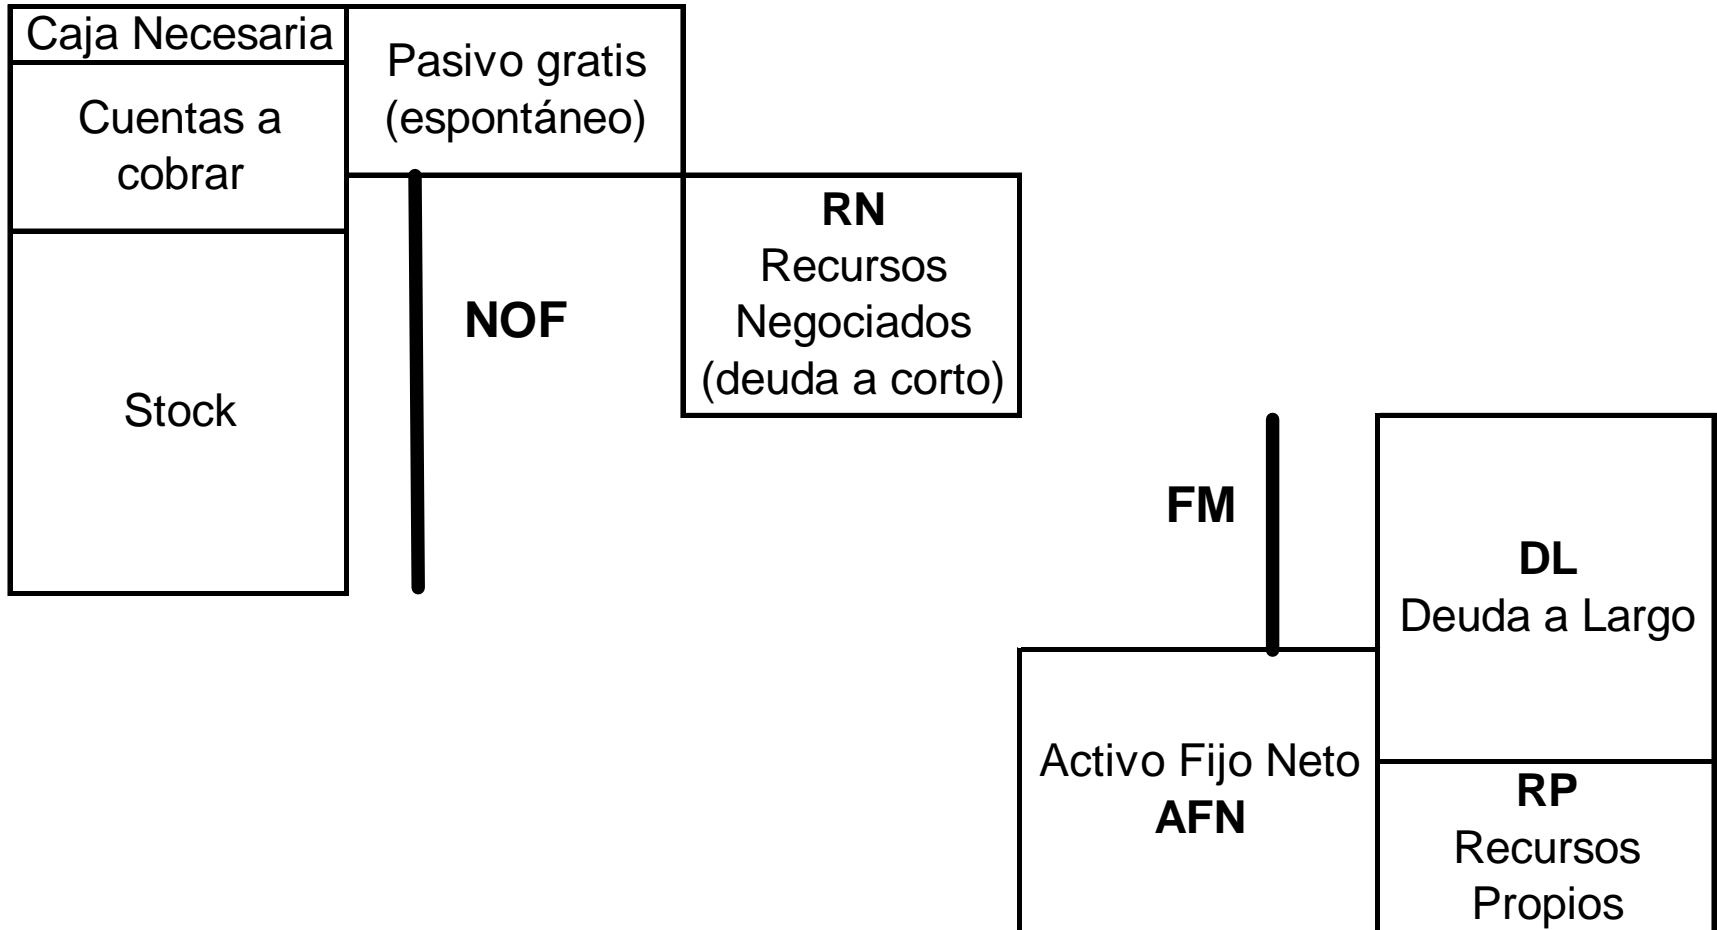 Caja Necesaria
Cuentas a
cobrar
Stock
Pasivo gratis
(espontáneo)
NOF
RN
Recursos
Negociados
(deuda a corto)
FM
Activo Fijo Neto
AFN
DL
Deuda a Largo
RP
Recursos
Propios